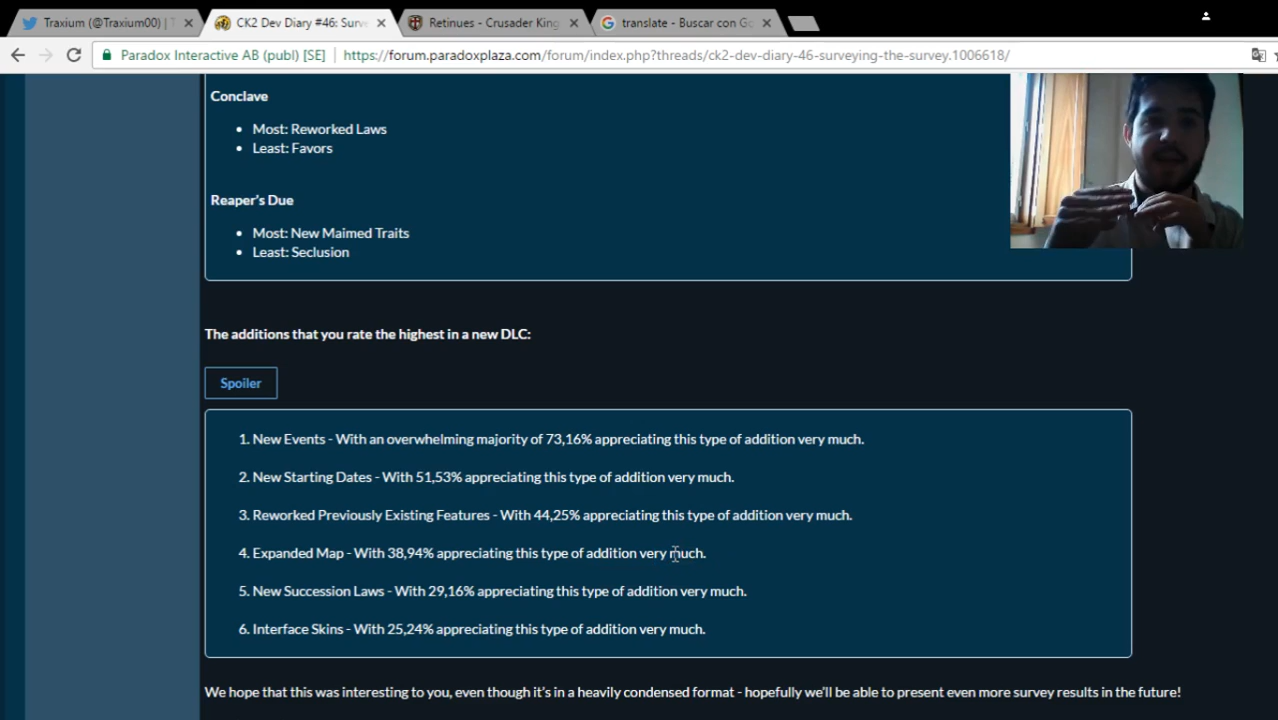 Traxium (@Traxium00) | T
CK2 Dev Diary #46: Surve
Retinues - Crusader King
translate - Buscar con Go
Paradox Interactive AB (publ) [SE]
https://forum.paradoxplaza.com/forum/index.php?threads/ck2-dev-diary-46-surveying-the-survey.1006618/
Conclave
Most: Reworked Laws
Least: Favors
Reaper's Due
Most: New Maimed Traits
Least: Seclusion
The additions that you rate the highest in a new DLC:
Spoiler
1. New Events - With an overwhelming majority of 73,16% appreciating this type of addition very much.
2. New Starting Dates - With 51,53% appreciating this type of addition very much.
3. Reworked Previously Existing Features - With 44,25% appreciating this type of addition very much.
4. Expanded Map - With 38,94% appreciating this type of addition very much.
5. New Succession Laws - With 29,16% appreciating this type of addition very much.
6. Interface Skins - With 25,24% appreciating this type of addition very much.
We hope that this was interesting to you, even though it's in a heavily condensed format - hopefully we'll be able to present even more survey results in the future!